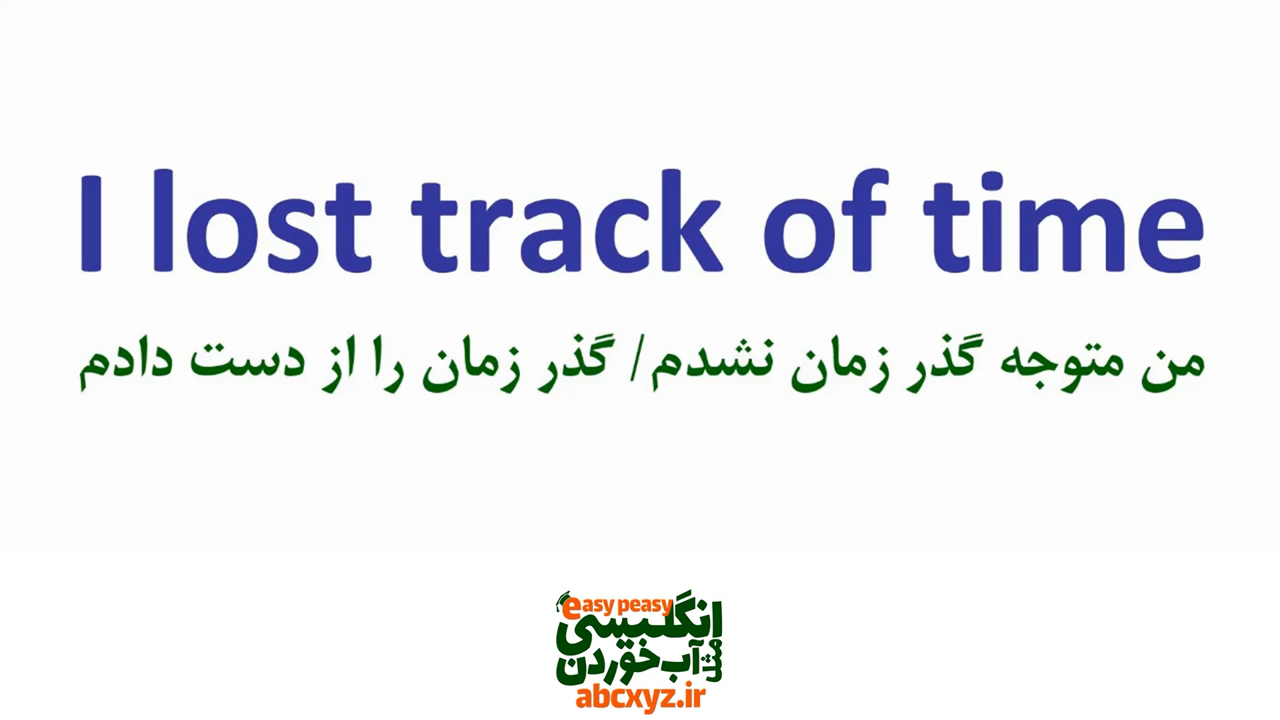 I lost track of time
من متوجه گذر زمان نشدم/ گذر زمان را از دست دادم
easy peasy
انگلیسی
مثل آب خوردن
abcxyz.ir